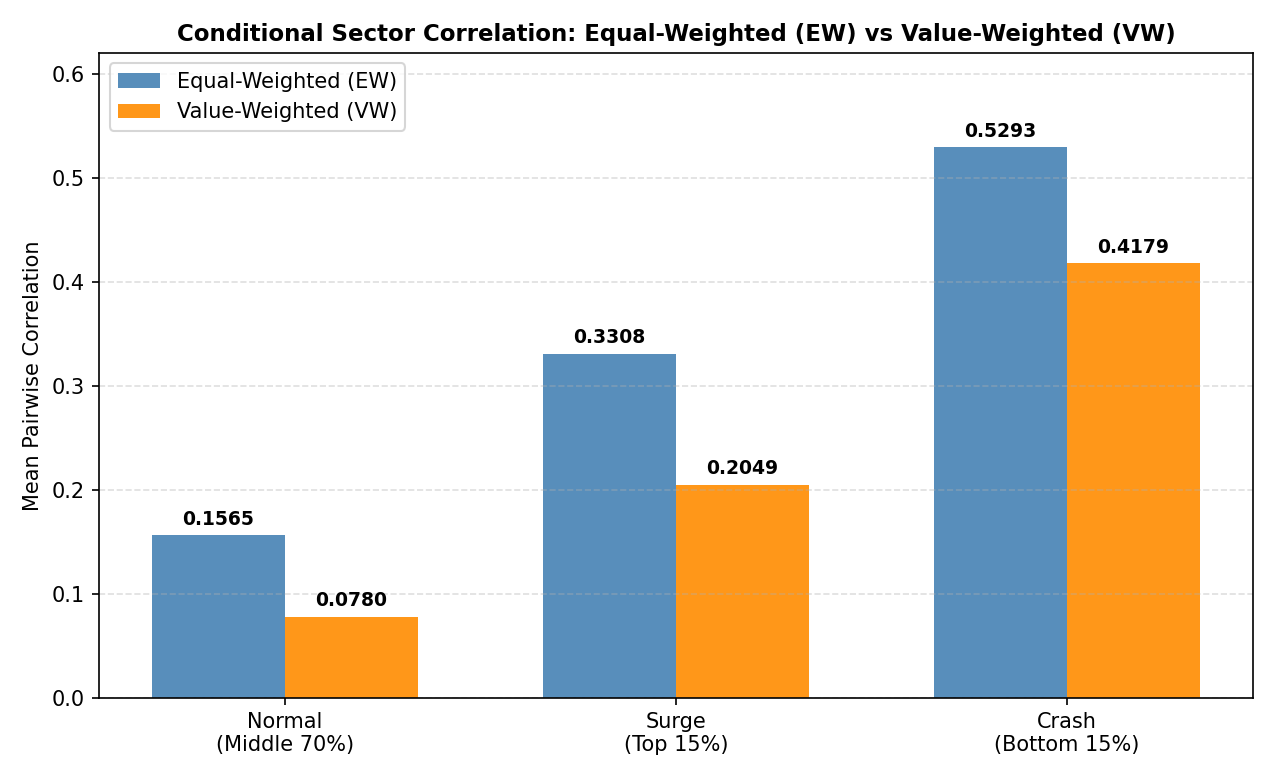 Conditional Sector Correlation: Equal-Weighted (EW) vs Value-Weighted (VW)
Equal-Weighted (EW)
Value-Weighted (VW)
Mean Pairwise Correlation
0.6
0.5
0.4
0.3
0.2
0.1
0.0
0.1565
0.0780
0.3308
0.2049
0.5293
0.4179
Normal
(Middle 70%)
Surge
(Top 15%)
Crash
(Bottom 15%)